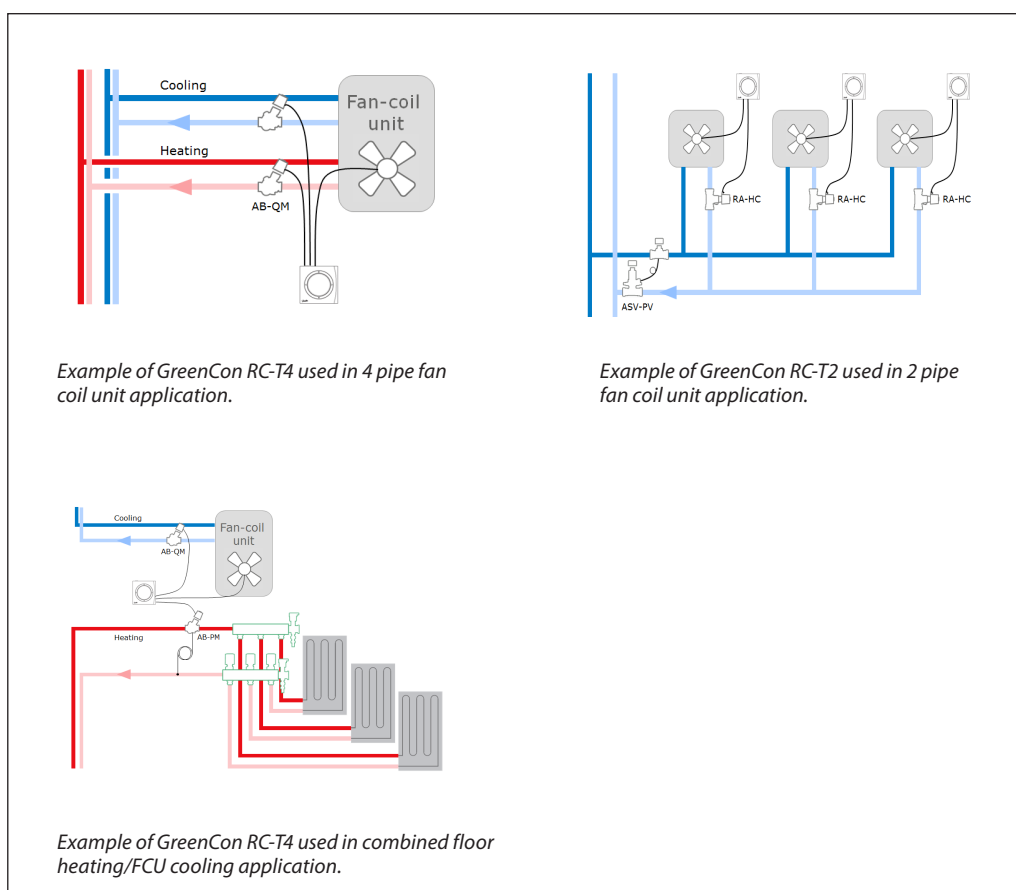 Cooling
Fan-coil
unit
Heating
AB-QM
Example of GreenCon RC-T4 used in 4 pipe fan
coil unit application.
RA-HC
RA-HC
RA-HC
ASV-PV
Example of GreenCon RC-T2 used in 2 pipe
fan coil unit application.
Cooling
Fan-coil
unit
AB-QM
Heating
AB-PM
Example of GreenCon RC-T4 used in combined floor
heating/FCU cooling application.